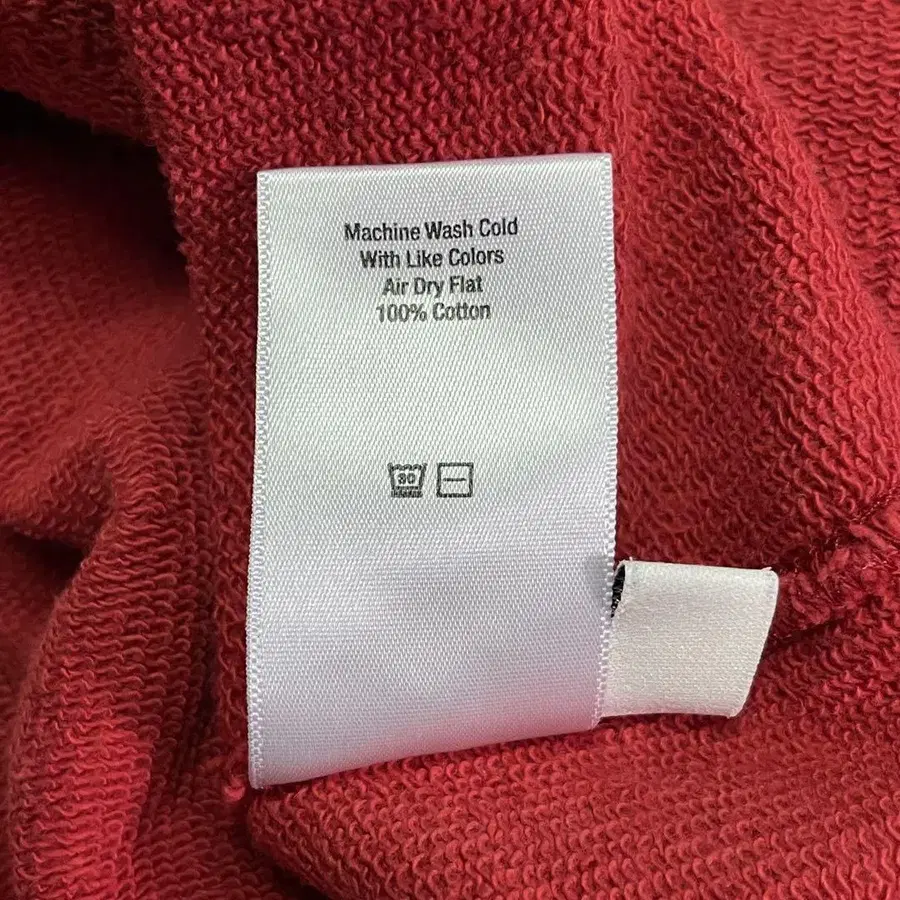 Machine Wash Cold
With Like Colors
Air Dry Flat
100% Cotton
30